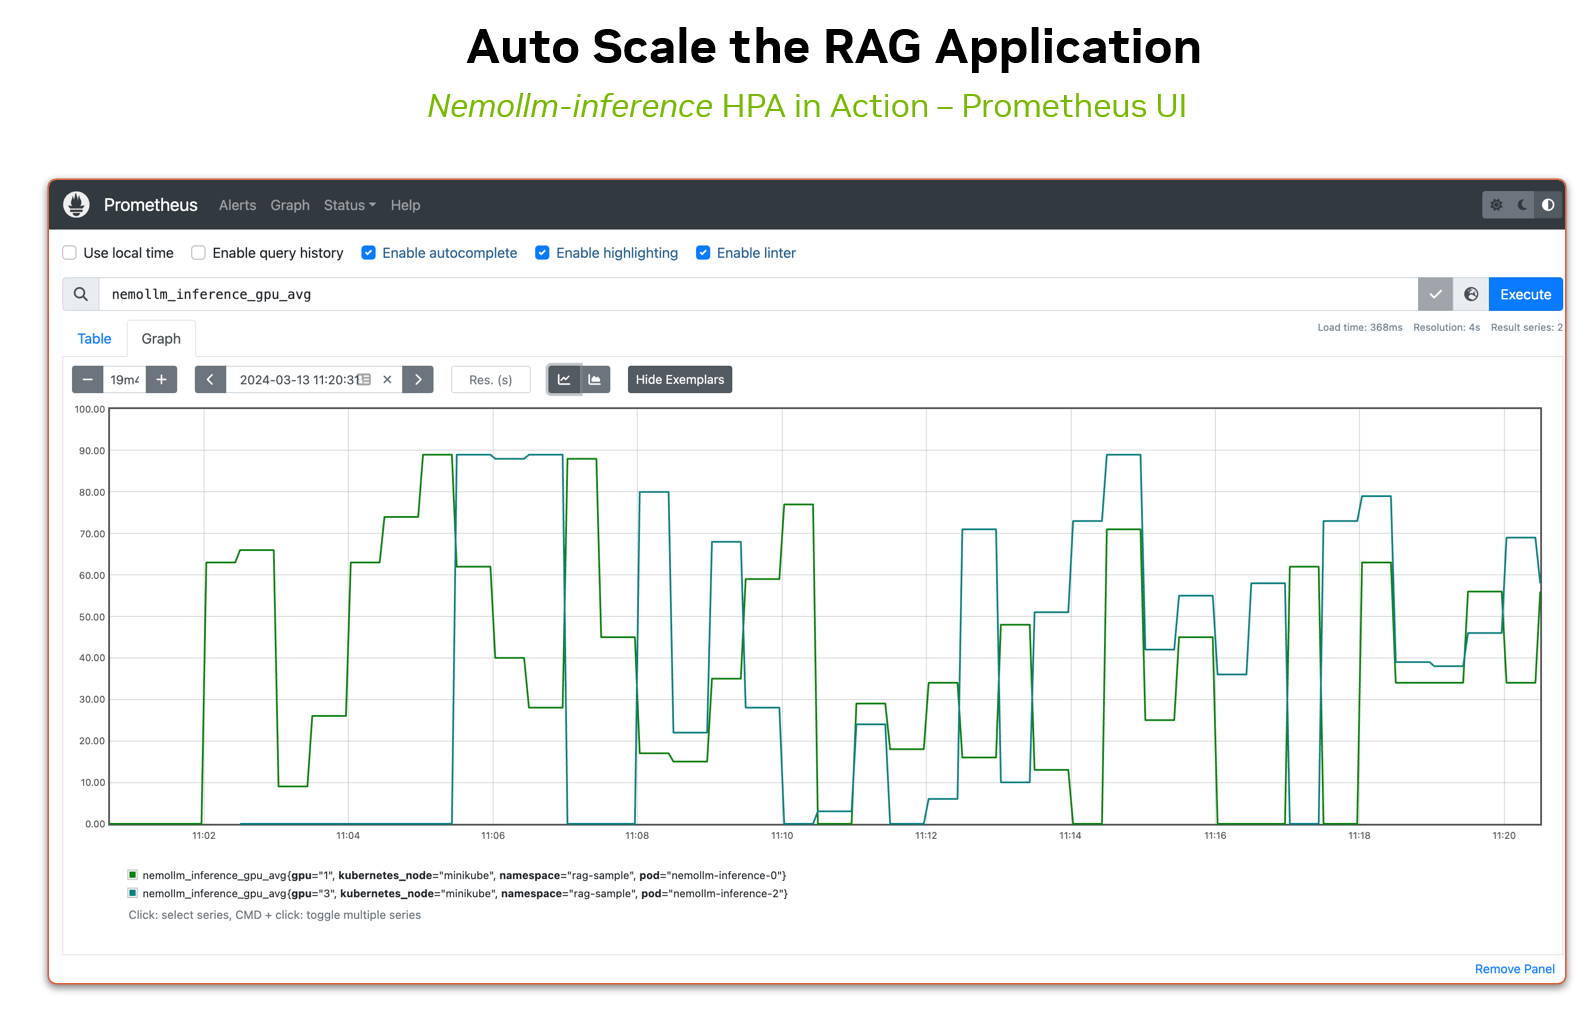 Auto Scale the RAG Application
Nemollm-inference HPA in Action – Prometheus UI
Prometheus Alerts Graph Status Help
Use local time Enable query history Enable autocomplete Enable highlighting Enable linter
nemollm_inference_gpu_avg Execute
Load time: 368ms Resolution: 4s Result series: 2
Table Graph
19m 2024-03-13 11:20:31 Res. (s) Hide Exemplars
100.00
90.00
80.00
70.00
60.00
50.00
40.00
30.00
20.00
10.00
0.00
11:02 11:04 11:06 11:08 11:10 11:12 11:14 11:16 11:18 11:20
nemollm_inference_gpu_avg{gpu="1", kubernetes_node="minikube", namespace="rag-sample", pod="nemollm-inference-0"}
nemollm_inference_gpu_avg{gpu="3", kubernetes_node="minikube", namespace="rag-sample", pod="nemollm-inference-2"}
Click: select series, CMD + click: toggle multiple series
Remove Panel